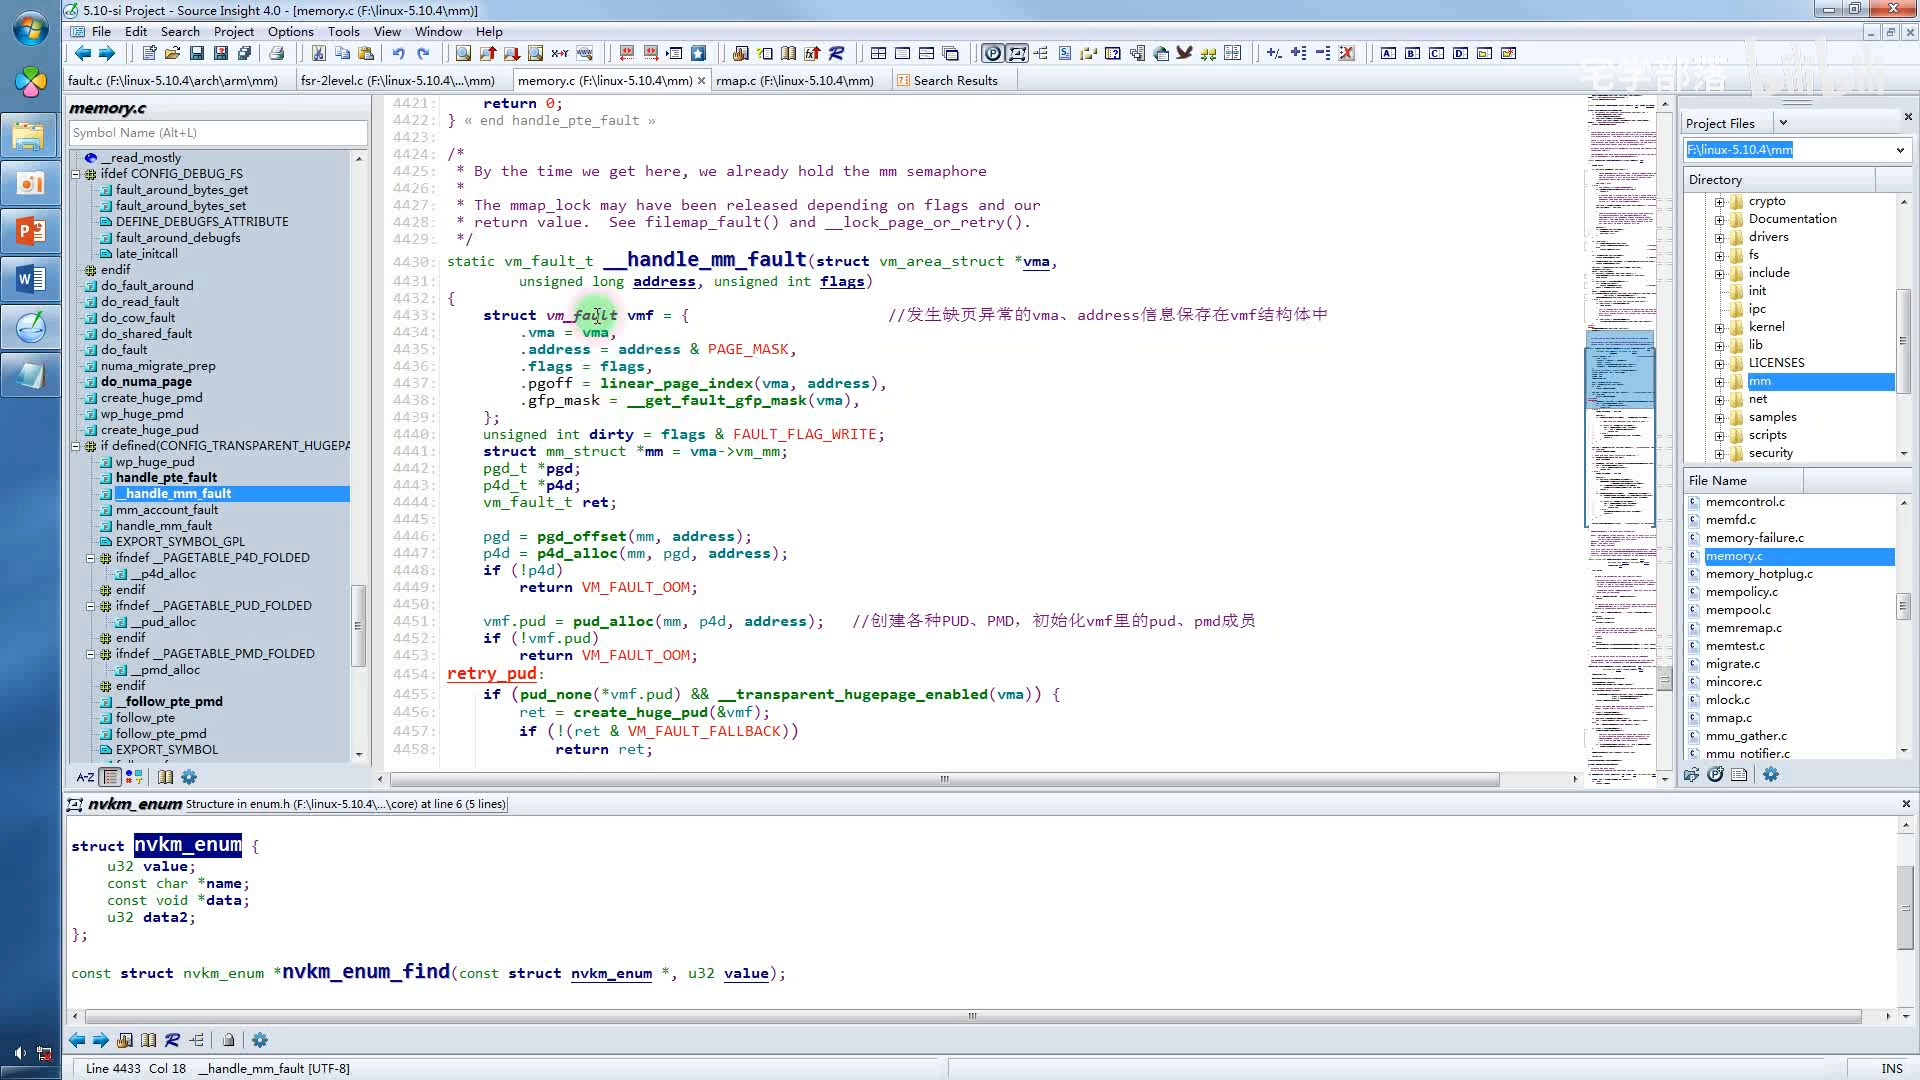 5.10-si Project - Source Insight 4.0 - [memory.c (F:\linux-5.10.4\mm)]
File Edit Search Project Options Tools View Window Help
fault.c (F:\linux-5.10.4\arch\arm\mm) fsr-2level.c (F:\linux-5.10.4\...\mm) memory.c (F:\linux-5.10.4\mm) rmap.c (F:\linux-5.10.4\mm) Search Results
宅学部落 bilibili
memory.c
Symbol Name (Alt+L)
__read_mostly
ifdef CONFIG_DEBUG_FS
fault_around_bytes_get
fault_around_bytes_set
DEFINE_DEBUGFS_ATTRIBUTE
fault_around_debugfs
late_initcall
endif
do_fault_around
do_read_fault
do_cow_fault
do_shared_fault
do_fault
numa_migrate_prep
do_numa_page
create_huge_pmd
wp_huge_pmd
create_huge_pud
if defined(CONFIG_TRANSPARENT_HUGEPA
wp_huge_pud
handle_pte_fault
__handle_mm_fault
mm_account_fault
handle_mm_fault
EXPORT_SYMBOL_GPL
ifndef __PAGETABLE_P4D_FOLDED
__p4d_alloc
endif
ifndef __PAGETABLE_PUD_FOLDED
__pud_alloc
endif
ifndef __PAGETABLE_PMD_FOLDED
__pmd_alloc
endif
__follow_pte_pmd
follow_pte
follow_pte_pmd
EXPORT_SYMBOL
A-Z
4421: return 0;
4422: } « end handle_pte_fault »
4423:
4424: /*
4425: * By the time we get here, we already hold the mm semaphore
4426: *
4427: * The mmap_lock may have been released depending on flags and our
4428: * return value.  See filemap_fault() and __lock_page_or_retry().
4429: */
4430: static vm_fault_t __handle_mm_fault(struct vm_area_struct *vma,
4431: unsigned long address, unsigned int flags)
4432: {
4433: struct vm_fault vmf = { //发生缺页异常的vma、address信息保存在vmf结构体中
4434: .vma = vma,
4435: .address = address & PAGE_MASK,
4436: .flags = flags,
4437: .pgoff = linear_page_index(vma, address),
4438: .gfp_mask = __get_fault_gfp_mask(vma),
4439: };
4440: unsigned int dirty = flags & FAULT_FLAG_WRITE;
4441: struct mm_struct *mm = vma->vm_mm;
4442: pgd_t *pgd;
4443: p4d_t *p4d;
4444: vm_fault_t ret;
4445:
4446: pgd = pgd_offset(mm, address);
4447: p4d = p4d_alloc(mm, pgd, address);
4448: if (!p4d)
4449: return VM_FAULT_OOM;
4450:
4451: vmf.pud = pud_alloc(mm, p4d, address); //创建各种PUD、PMD，初始化vmf里的pud、pmd成员
4452: if (!vmf.pud)
4453: return VM_FAULT_OOM;
4454: retry_pud:
4455: if (pud_none(*vmf.pud) && __transparent_hugepage_enabled(vma)) {
4456: ret = create_huge_pud(&vmf);
4457: if (!(ret & VM_FAULT_FALLBACK))
4458: return ret;
Project Files
F:\linux-5.10.4\mm
Directory
crypto
Documentation
drivers
fs
include
init
ipc
kernel
lib
LICENSES
mm
net
samples
scripts
security
File Name
memcontrol.c
memfd.c
memory-failure.c
memory.c
memory_hotplug.c
mempolicy.c
mempool.c
memremap.c
memtest.c
migrate.c
mincore.c
mlock.c
mmap.c
mmu_gather.c
mmu_notifier.c
nvkm_enum Structure in enum.h (F:\linux-5.10.4\...\core) at line 6 (5 lines)
struct nvkm_enum {
u32 value;
const char *name;
const void *data;
u32 data2;
};
const struct nvkm_enum *nvkm_enum_find(const struct nvkm_enum *, u32 value);
Line 4433 Col 18 __handle_mm_fault [UTF-8] INS